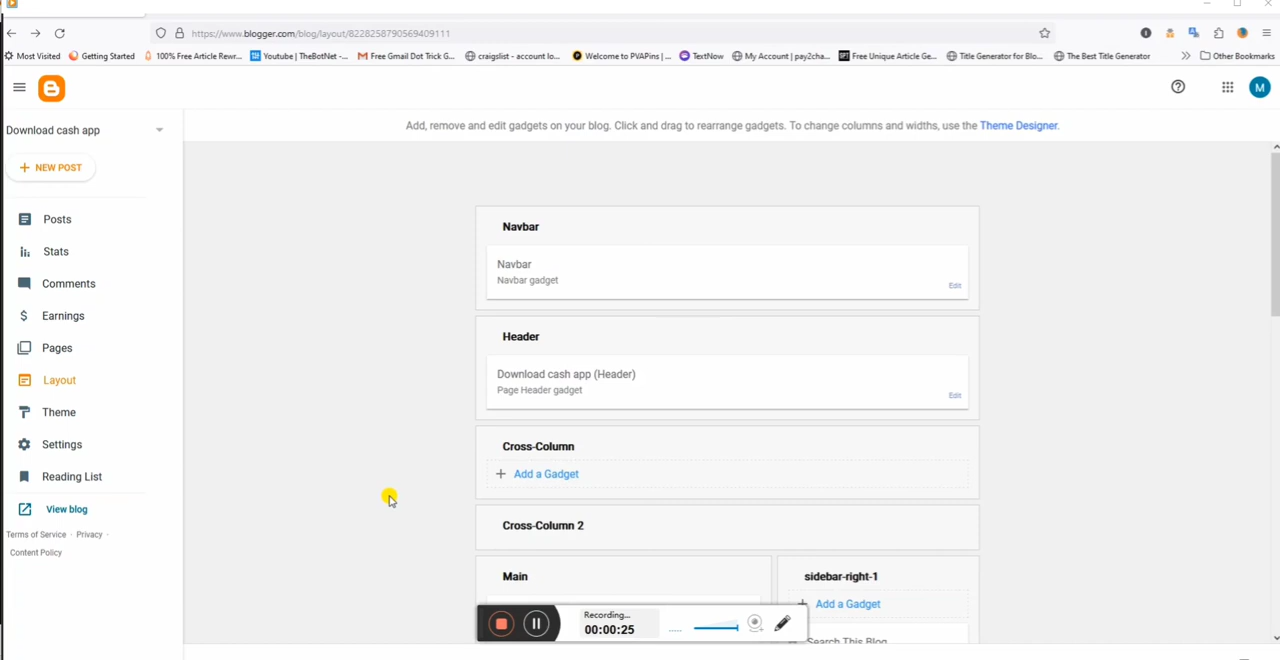 https://www.blogger.com/blog/layout/8228258790569409111
Most Visited Getting Started 100% Free Article Rewr... Youtube | TheBotNet -... Free Gmail Dot Trick G... craigslist - account lo... Welcome to PVAPins | ... TextNow My Account | pay2cha... Free Unique Article Ge... Title Generator for Blo... The Best Title Generator Other Bookmarks
M
Download cash app
Add, remove and edit gadgets on your blog. Click and drag to rearrange gadgets. To change columns and widths, use the Theme Designer.
+ NEW POST
Posts
Stats
Comments
Earnings
Pages
Layout
Theme
Settings
Reading List
View blog
Terms of Service · Privacy ·
Content Policy
Navbar
Navbar
Navbar gadget
Edit
Header
Download cash app (Header)
Page Header gadget
Edit
Cross-Column
+ Add a Gadget
Cross-Column 2
Main
sidebar-right-1
+ Add a Gadget
Search This Blog
Recording...
00:00:25